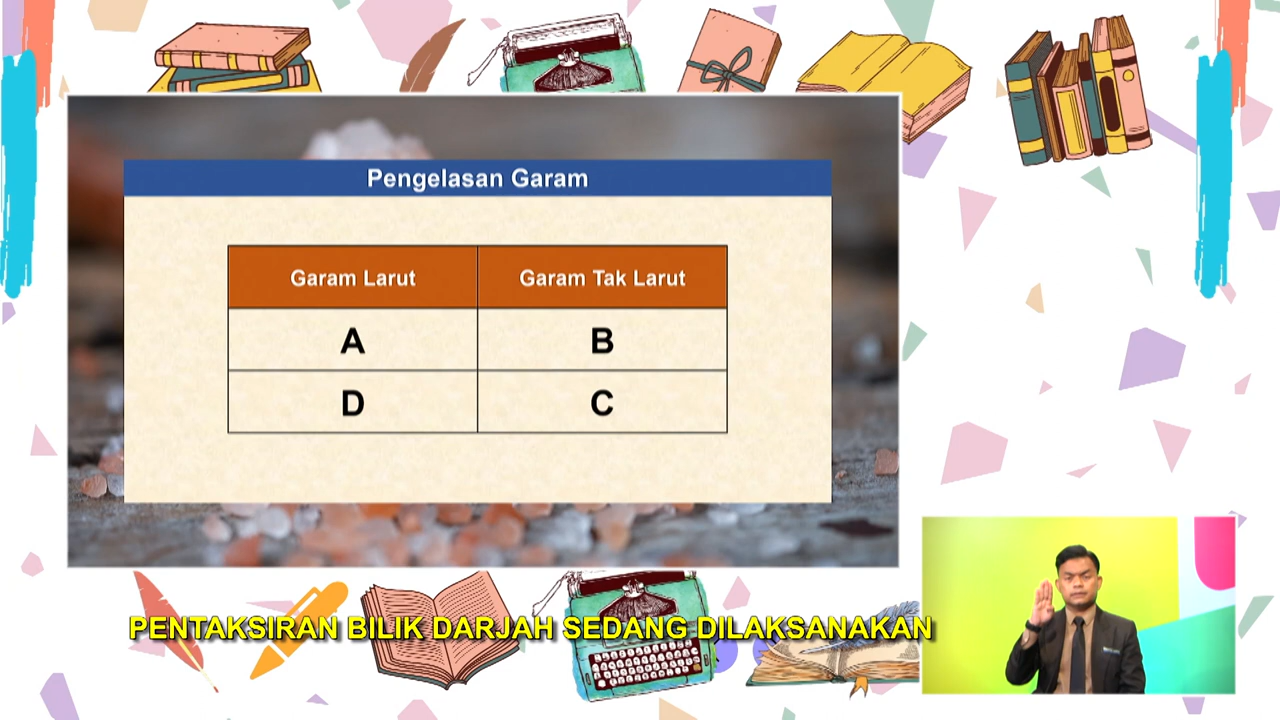 Pengelasan Garam
Garam Larut
Garam Tak Larut
A
B
D
C
PENTAKSIRAN BILIK DARJAH SEDANG DILAKSANAKAN